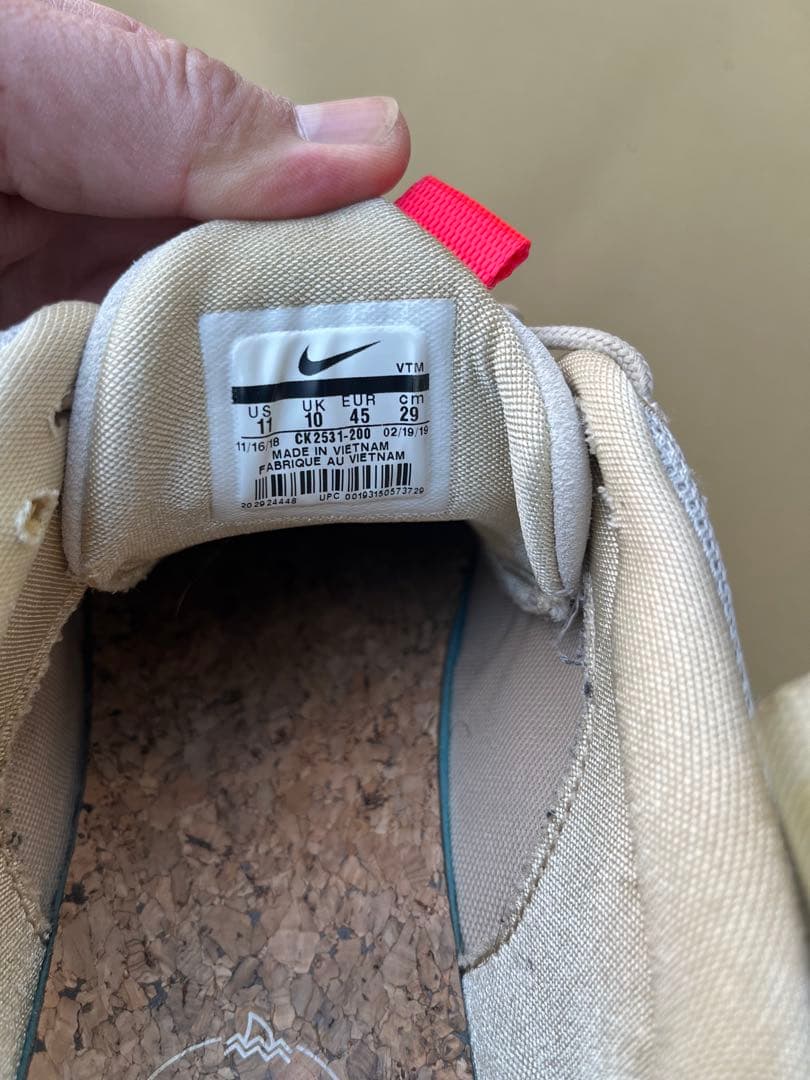 VTM
US UK EUR cm
11 10 45 29
11/16/18 CK2531-200 02/19/19
MADE IN VIETNAM
FABRIQUE AU VIETNAM
202924448 UPC 00193150573729